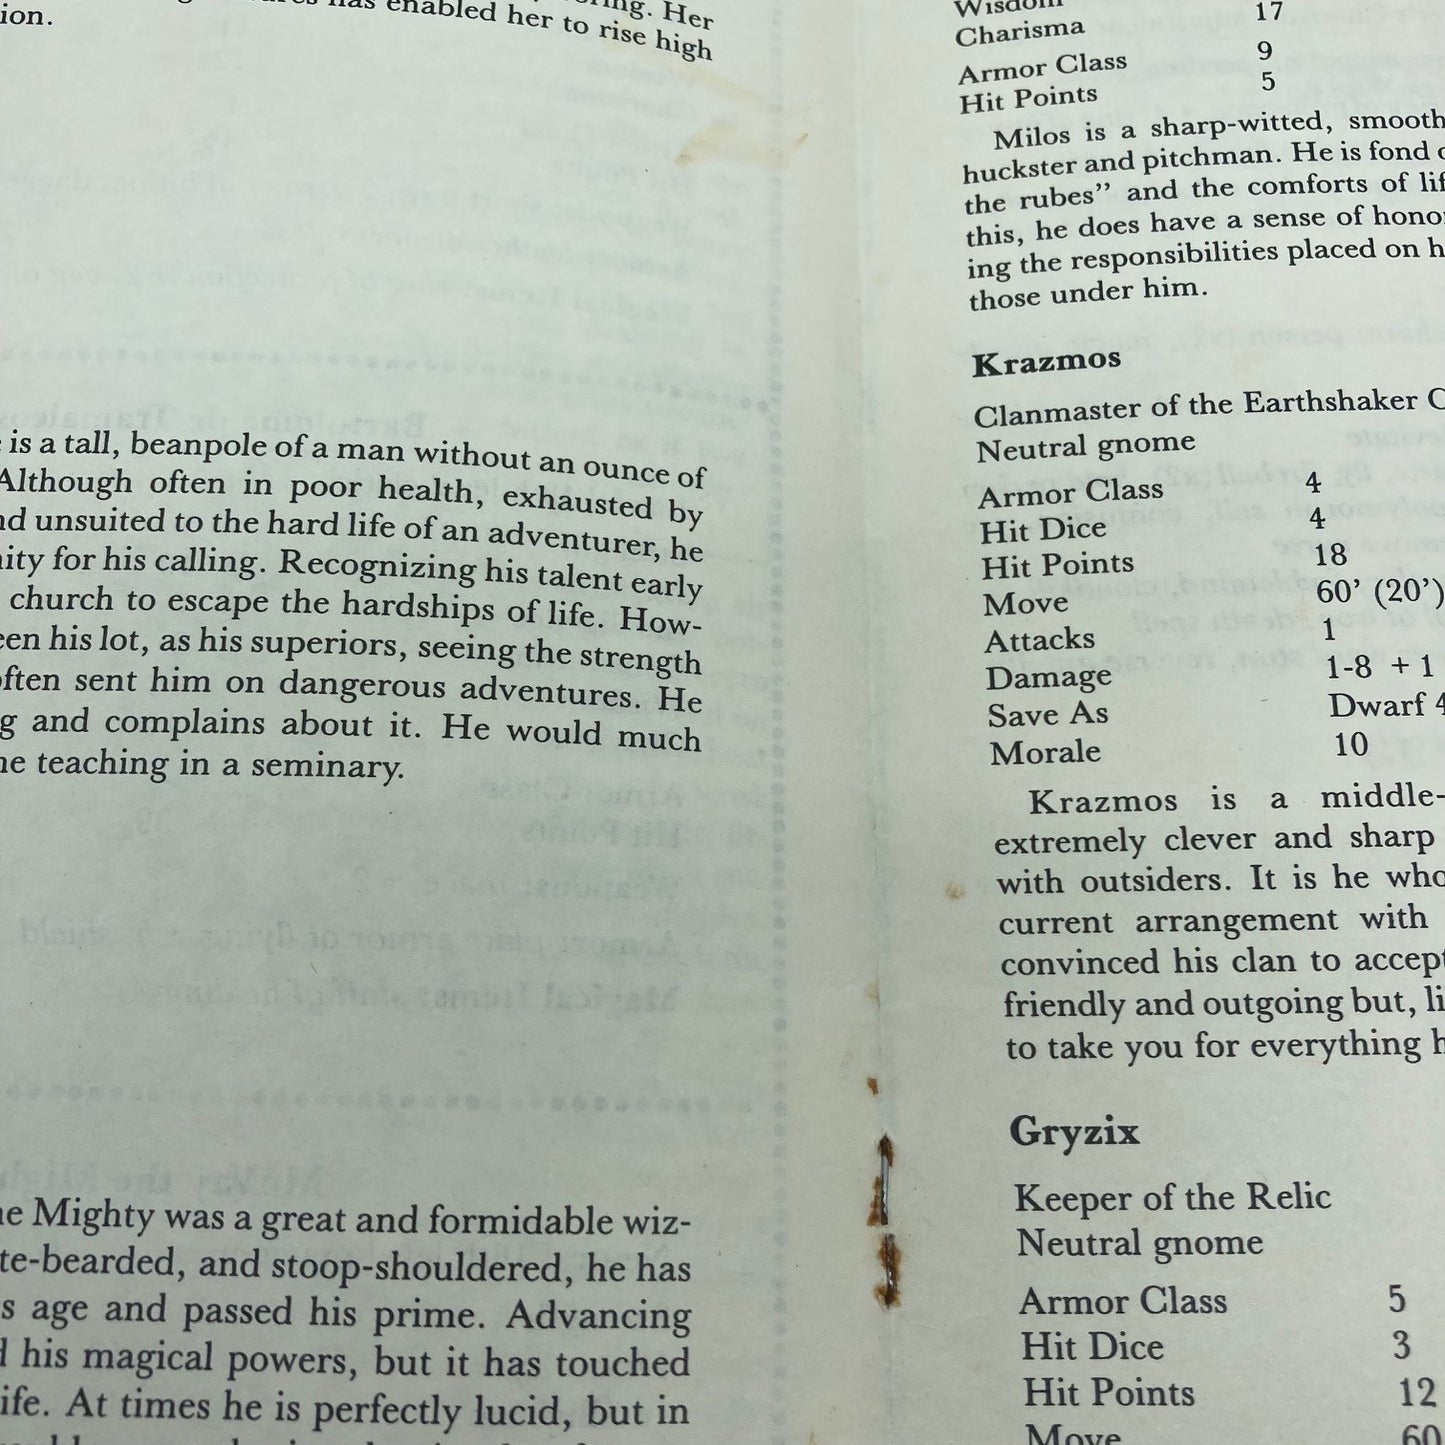 ion.
Her
has enabled her to rise high
is a tall, beanpole of a man without an ounce of
Although often in poor health, exhausted by
nd unsuited to the hard life of an adventurer, he
nity for his calling. Recognizing his talent early
church to escape the hardships of life. How-
een his lot, as his superiors, seeing the strength
often sent him on dangerous adventures. He
g and complains about it. He would much
he teaching in a seminary.
he Mighty was a great and formidable wiz-
te-bearded, and stoop-shouldered, he has
s age and passed his prime. Advancing
d his magical powers, but it has touched
ife. At times he is perfectly lucid, but in
Wisdom
Charisma 17
Armor Class 9
Hit Points 5
Milos is a sharp-witted, smooth
huckster and pitchman. He is fond o
the rubes” and the comforts of lif
this, he does have a sense of hono
ing the responsibilities placed on h
those under him.
Krazmos
Clanmaster of the Earthshaker C
Neutral gnome
Armor Class 4
Hit Dice 4
Hit Points 18
Move 60’ (20’)
Attacks 1
Damage 1-8 + 1
Save As Dwarf 4
Morale 10
Krazmos is a middle-
extremely clever and sharp
with outsiders. It is he who
current arrangement with
convinced his clan to accept
friendly and outgoing but, li
to take you for everything h
Gryzix
Keeper of the Relic
Neutral gnome
Armor Class 5
Hit Dice 3
Hit Points 12
Move 60